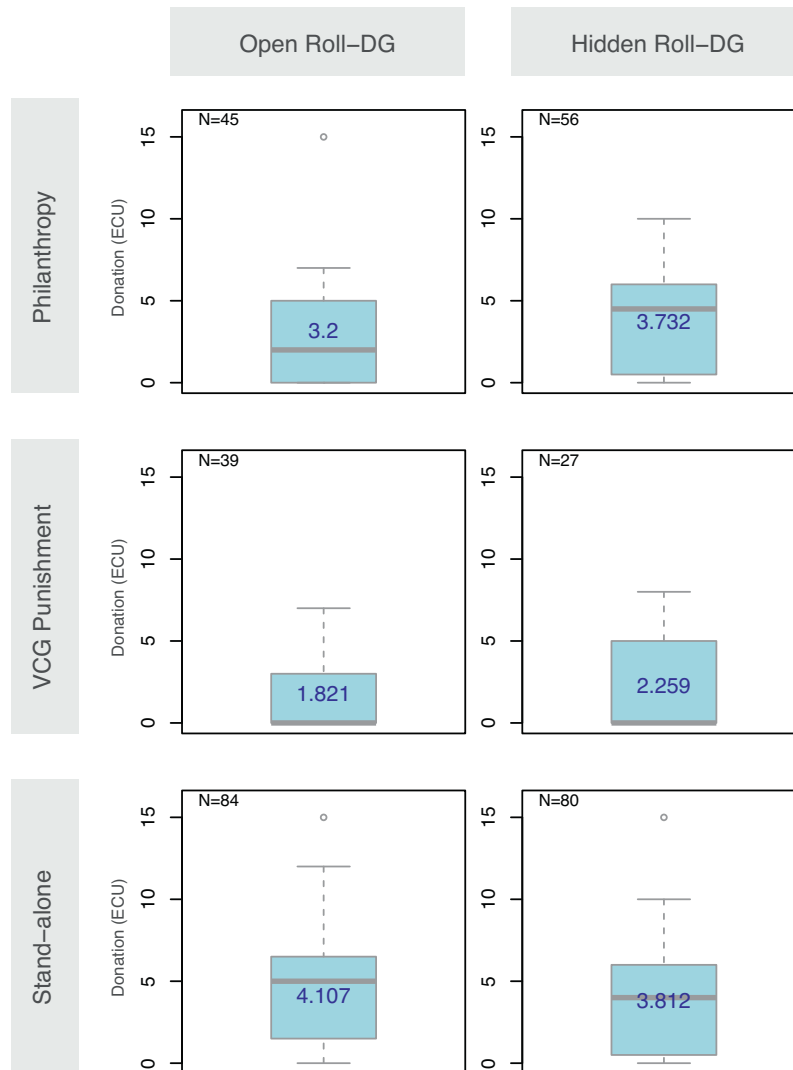 Open Roll−DG
Hidden Roll−DG
Philanthropy
Donation (ECU)
0 5 10 15
N=45
3.2
0 5 10 15
N=56
3.732
VCG Punishment
Donation (ECU)
0 5 10 15
N=39
1.821
0 5 10 15
N=27
2.259
Stand−alone
Donation (ECU)
0 5 10 15
N=84
4.107
0 5 10 15
N=80
3.812